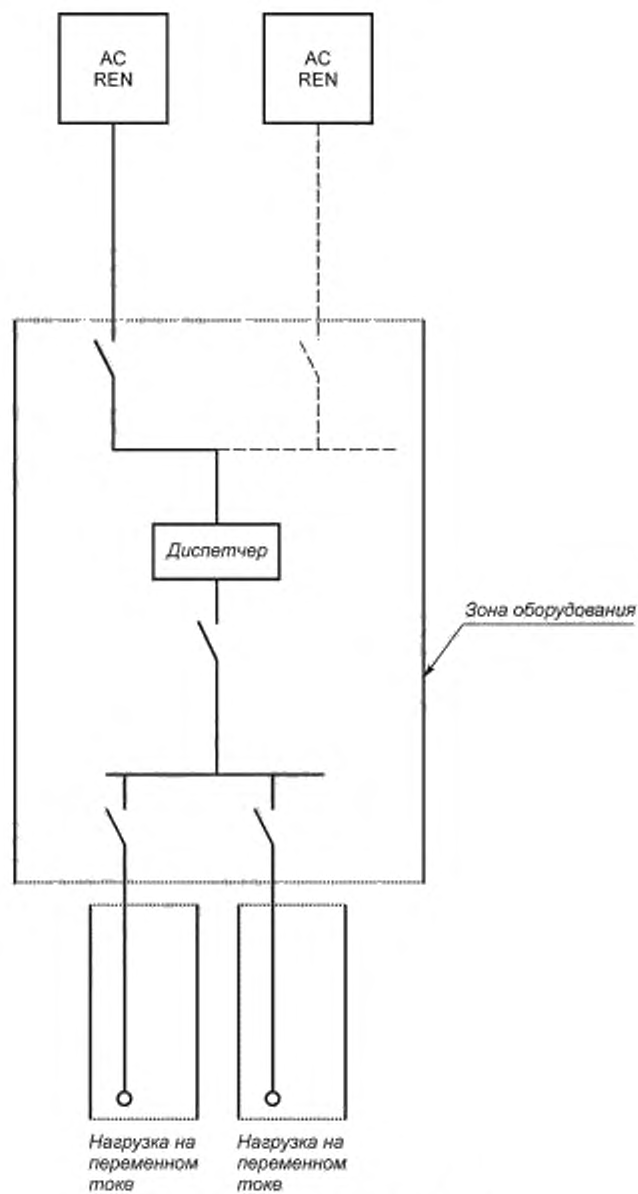 AC
REN
AC
REN
Диспетчер
Зона оборудования
Нагрузка на
переменном
токе
Нагрузка на
переменном
токе